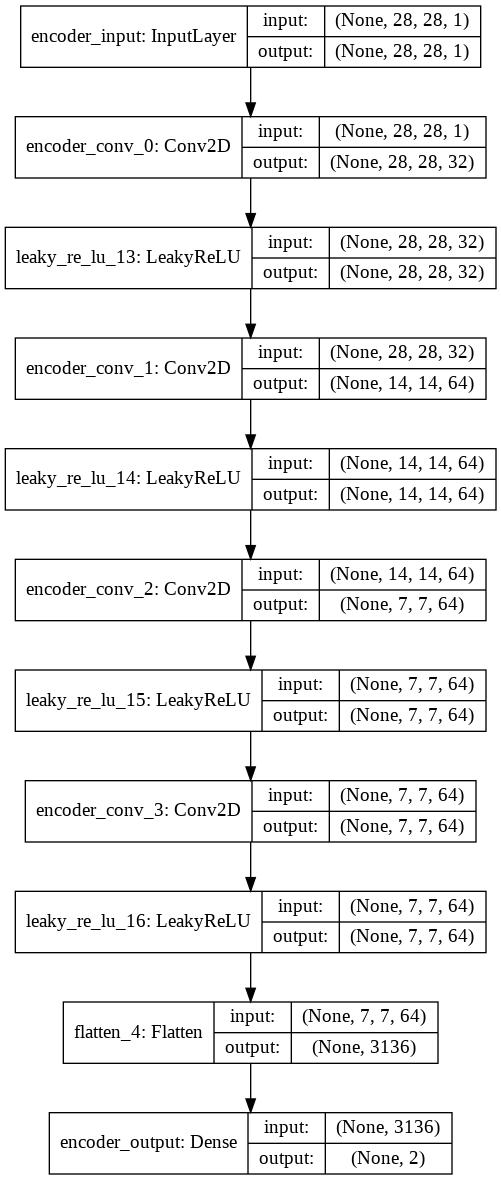 encoder_input: InputLayer
input: (None, 28, 28, 1)
output: (None, 28, 28, 1)
encoder_conv_0: Conv2D
input: (None, 28, 28, 1)
output: (None, 28, 28, 32)
leaky_re_lu_13: LeakyReLU
input: (None, 28, 28, 32)
output: (None, 28, 28, 32)
encoder_conv_1: Conv2D
input: (None, 28, 28, 32)
output: (None, 14, 14, 64)
leaky_re_lu_14: LeakyReLU
input: (None, 14, 14, 64)
output: (None, 14, 14, 64)
encoder_conv_2: Conv2D
input: (None, 14, 14, 64)
output: (None, 7, 7, 64)
leaky_re_lu_15: LeakyReLU
input: (None, 7, 7, 64)
output: (None, 7, 7, 64)
encoder_conv_3: Conv2D
input: (None, 7, 7, 64)
output: (None, 7, 7, 64)
leaky_re_lu_16: LeakyReLU
input: (None, 7, 7, 64)
output: (None, 7, 7, 64)
flatten_4: Flatten
input: (None, 7, 7, 64)
output: (None, 3136)
encoder_output: Dense
input: (None, 3136)
output: (None, 2)